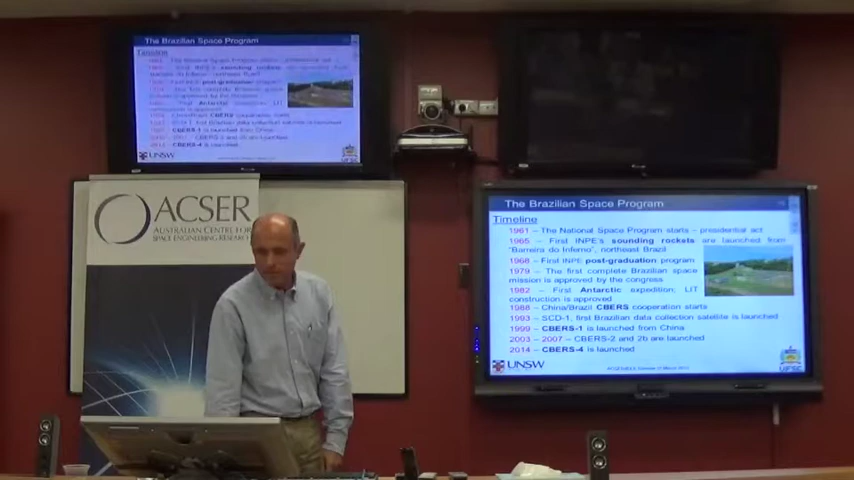 The Brazilian Space Program
Timeline
UNSW
UFSC
ACSER
AUSTRALIAN CENTRE FOR
SPACE ENGINEERING RESEARCH
The Brazilian Space Program
Timeline
1961 – The National Space Program starts – presidential act
1965 – First INPE's sounding rockets are launched from
"Barreira do Inferno", northeast Brazil
1968 – First INPE post-graduation program
1979 – The first complete Brazilian space
mission is approved by the congress
1982 – First Antarctic expedition; LIT
construction is approved
1988 – China/Brazil CBERS cooperation starts
1993 – SCD-1, first Brazilian data collection satellite is launched
1999 – CBERS-1 is launched from China
2003 – 2007 – CBERS-2 and 2b are launched
2014 – CBERS-4 is launched
UNSW
UFSC